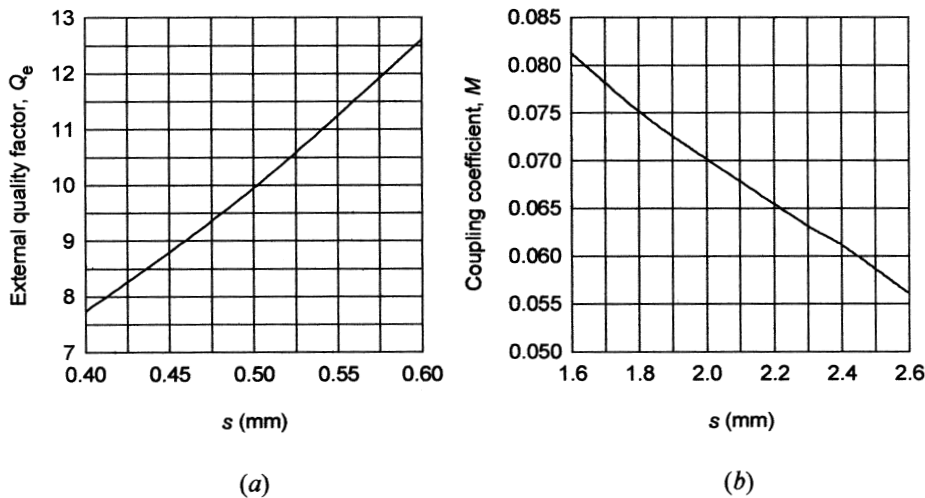 External quality factor, Qe
13
12
11
10
9
8
7
0.40 0.45 0.50 0.55 0.60
s (mm)
(a)
Coupling coefficient, M
0.085
0.080
0.075
0.070
0.065
0.060
0.055
0.050
1.6 1.8 2.0 2.2 2.4 2.6
s (mm)
(b)